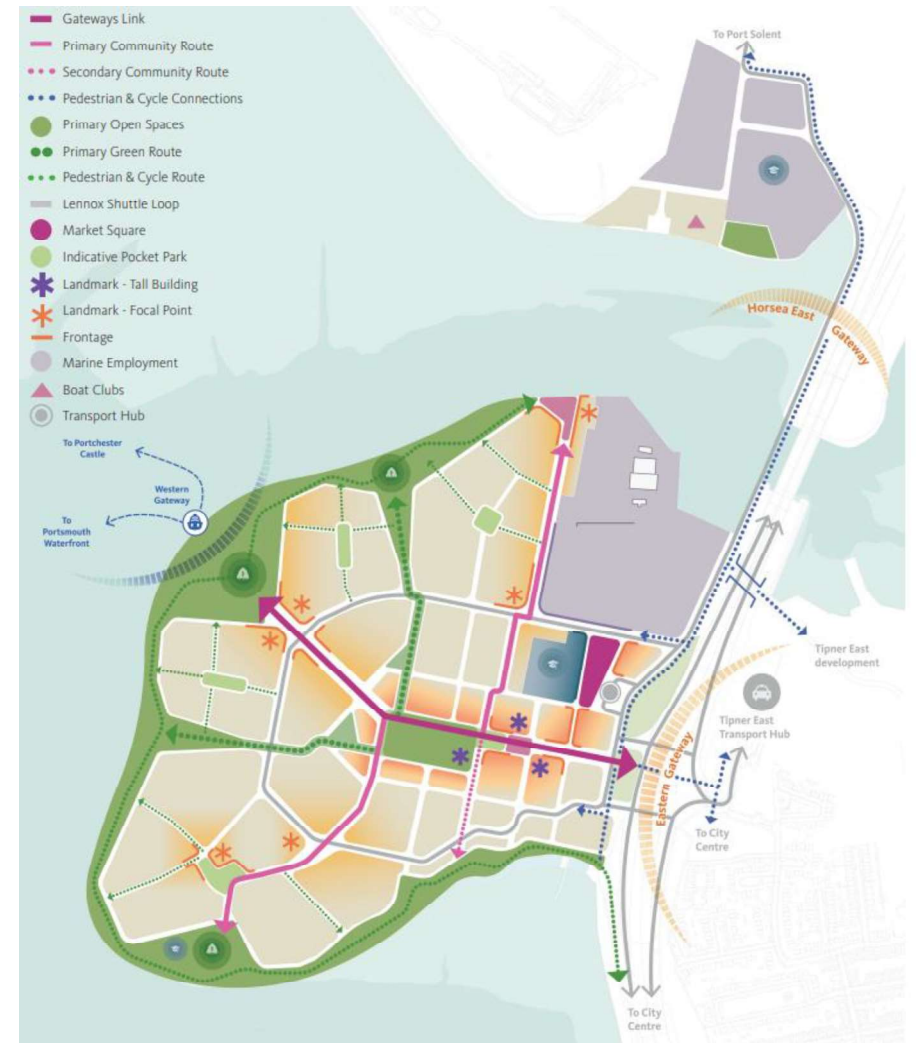 Gateways Link
Primary Community Route
Secondary Community Route
Pedestrian & Cycle Connections
Primary Open Spaces
Primary Green Route
Pedestrian & Cycle Route
Lennox Shuttle Loop
Market Square
Indicative Pocket Park
Landmark - Tall Building
Landmark - Focal Point
Frontage
Marine Employment
Boat Clubs
Transport Hub
To Portchester
Castle
Western
Gateway
To
Portsmouth
Waterfront
To Port Solent
Horsea East Gateway
Tipner East
development
Tipner East
Transport Hub
Eastern Gateway
To City
Centre
To City
Centre